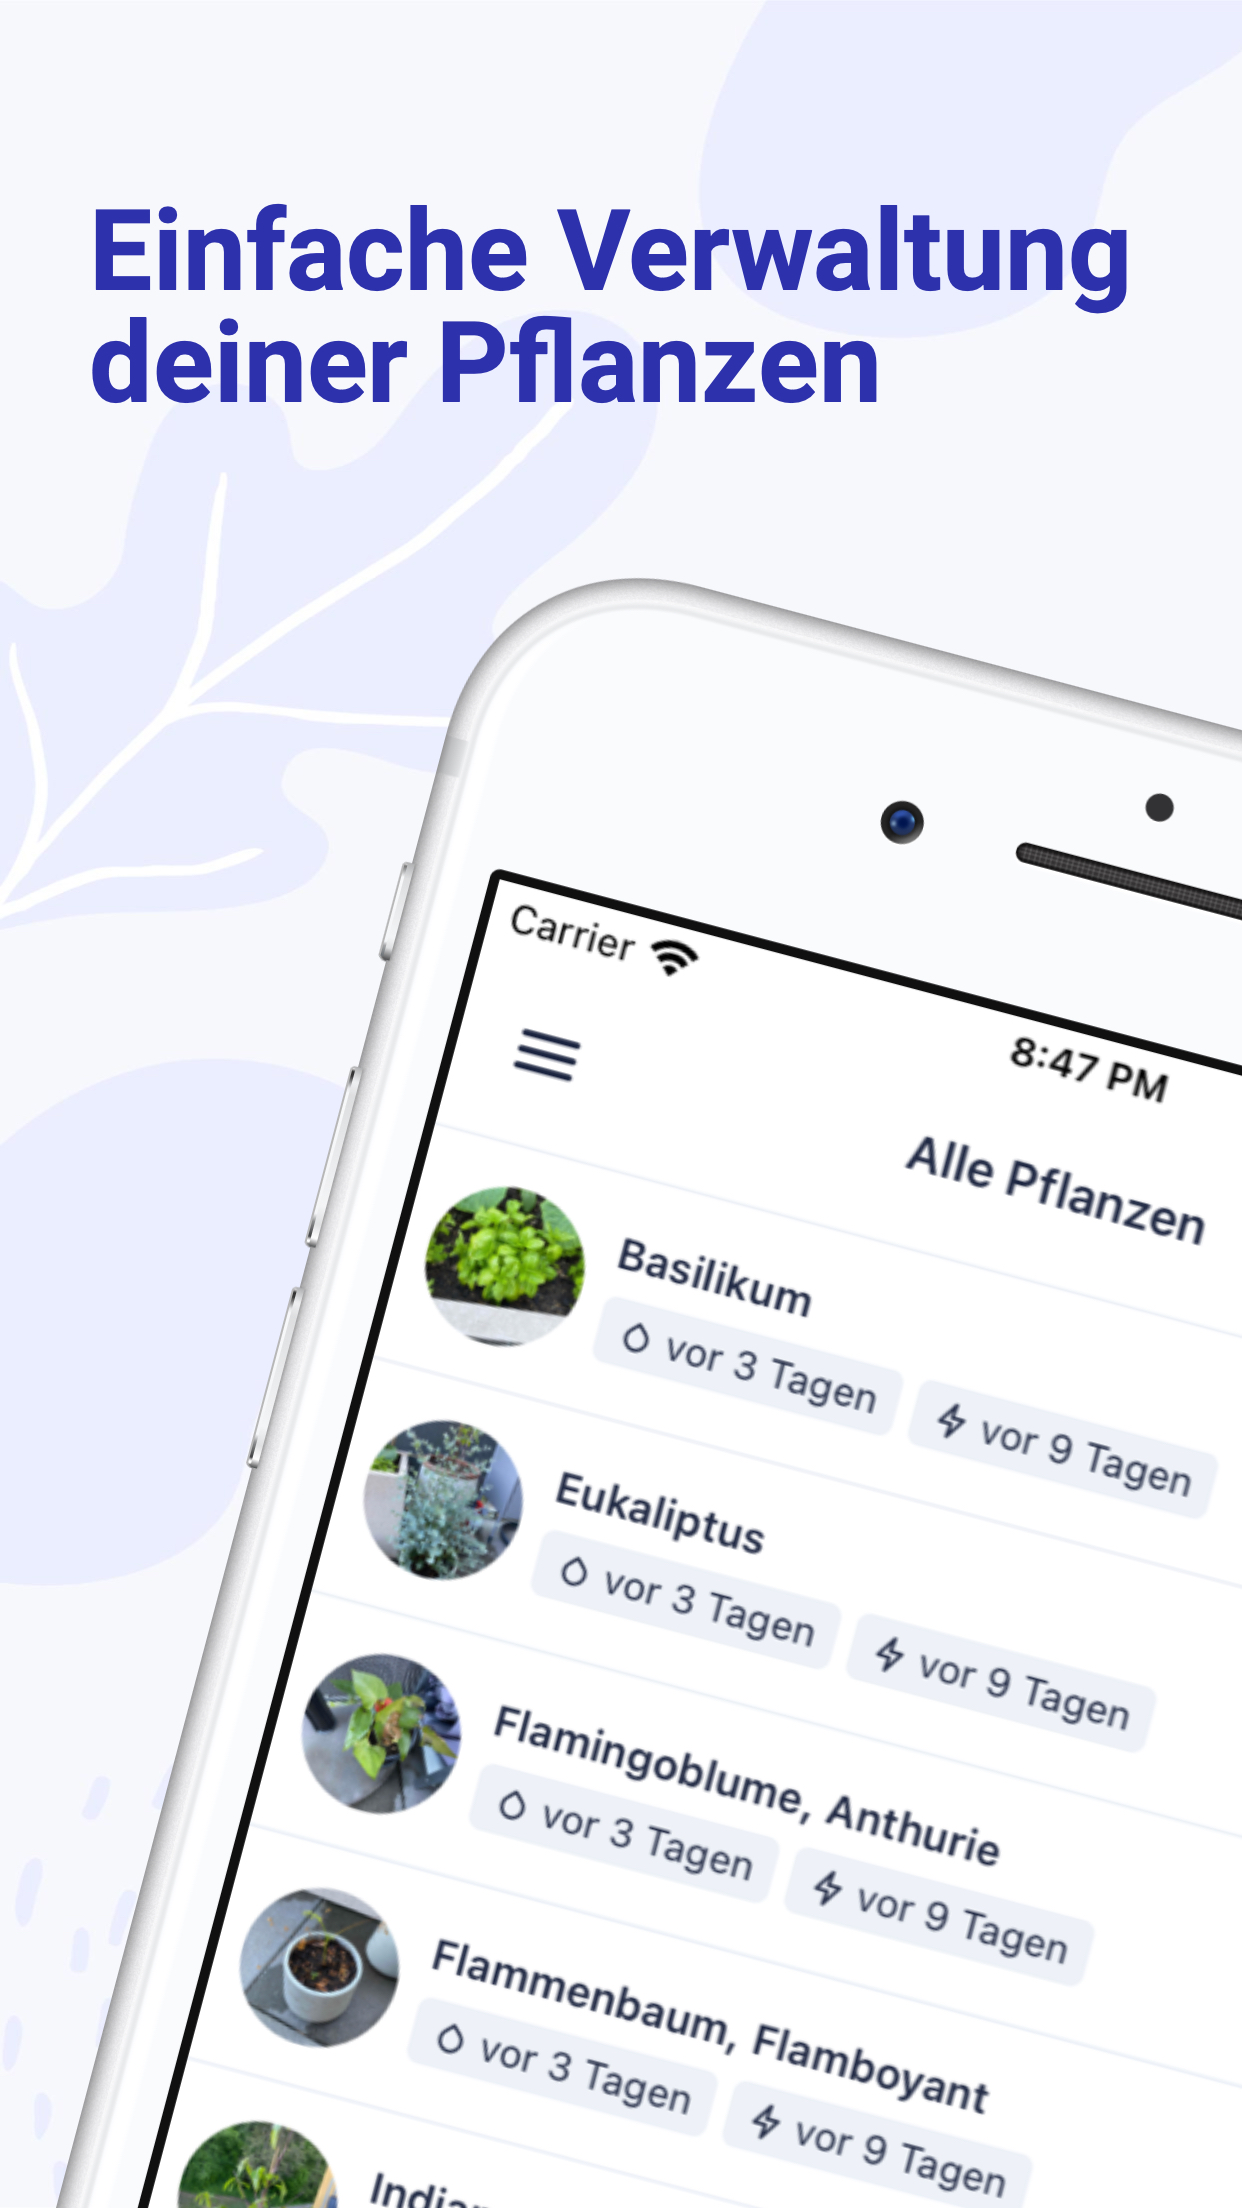 Einfache Verwaltung
deiner Pflanzen
Carrier
8:47 PM
Alle Pflanzen
Basilikum
vor 3 Tagen vor 9 Tagen
Eukaliptus
vor 3 Tagen vor 9 Tagen
Flamingoblume, Anthurie
vor 3 Tagen vor 9 Tagen
Flammenbaum, Flamboyant
vor 3 Tagen vor 9 Tagen